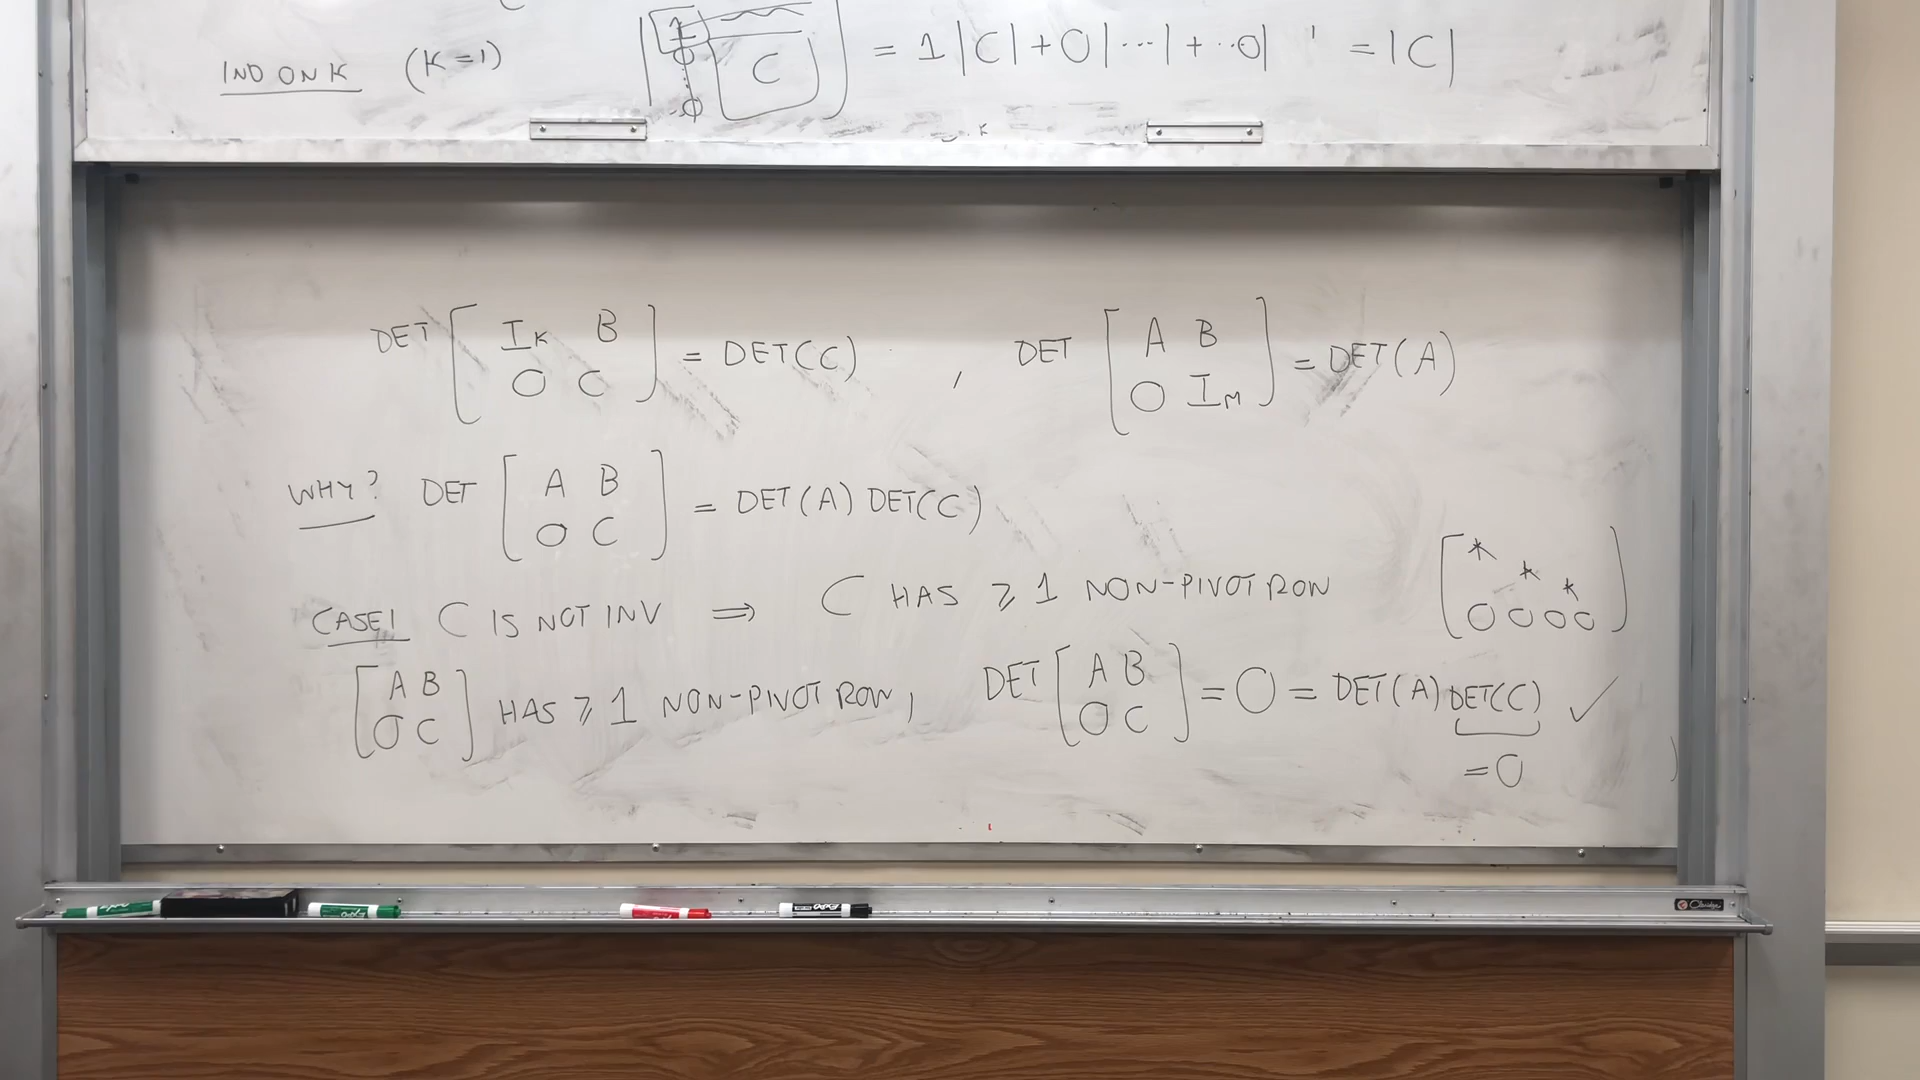 IND ON K (K=1) | 1 0 ⋮ 0 C | = 1 |C| + 0 |···| + ··0| = |C|
DET [ I_K B ; O C ] = DET(C) , DET [ A B ; O I_M ] = DET(A)
WHY? DET [ A B ; O C ] = DET(A) DET(C)
CASE 1 C IS NOT INV ⇒ C HAS ≥ 1 NON-PIVOT ROW [ * * * ; 0 0 0 0 ]
[ A B ; O C ] HAS ≥ 1 NON-PIVOT ROW, DET [ A B ; O C ] = 0 = DET(A) DET(C) ✓
=0